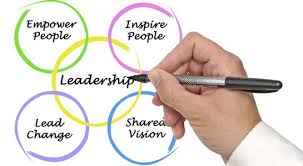 Empower
People
Inspire
People
Leadership
Lead
Change
Shared
Vision